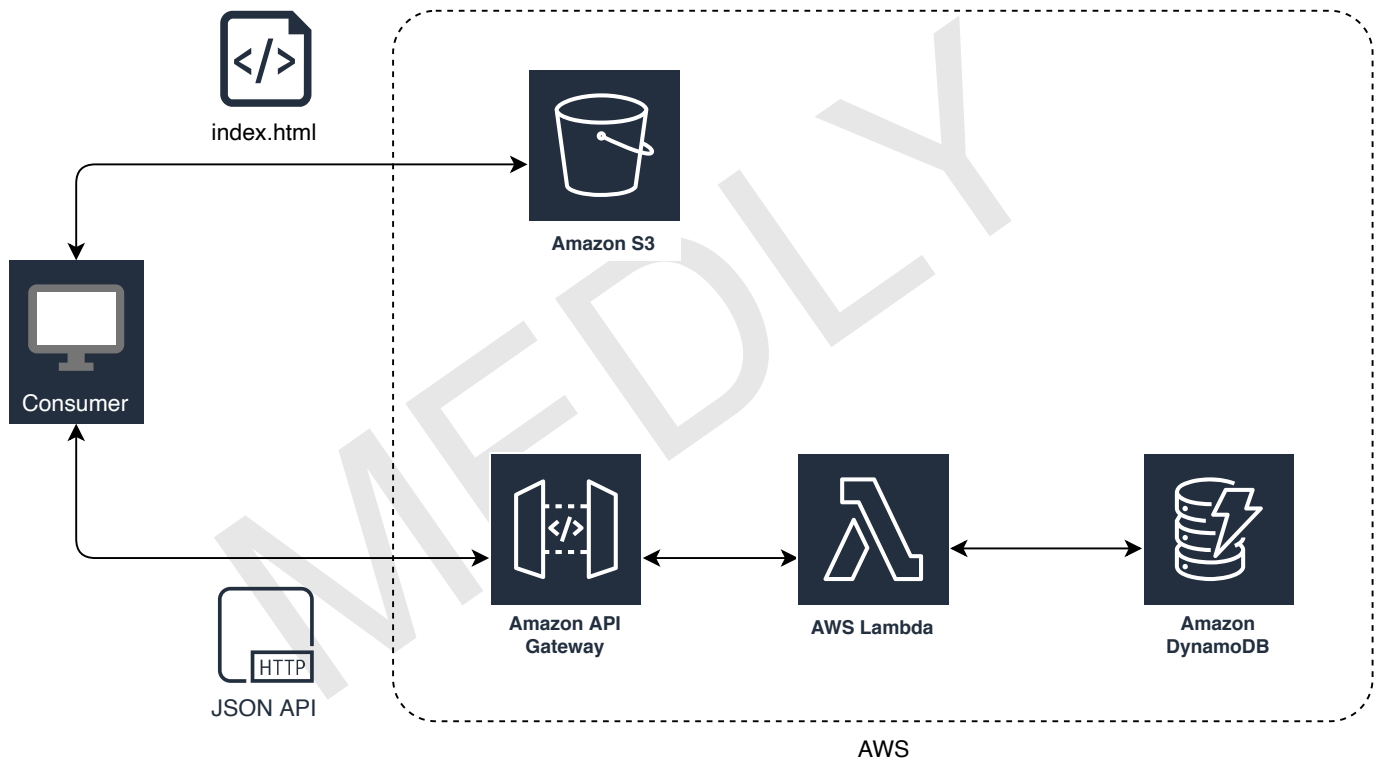 </>
index.html
Amazon S3
Consumer
MEDLY
</>
Amazon API
Gateway
AWS Lambda
Amazon
DynamoDB
HTTP
JSON API
AWS